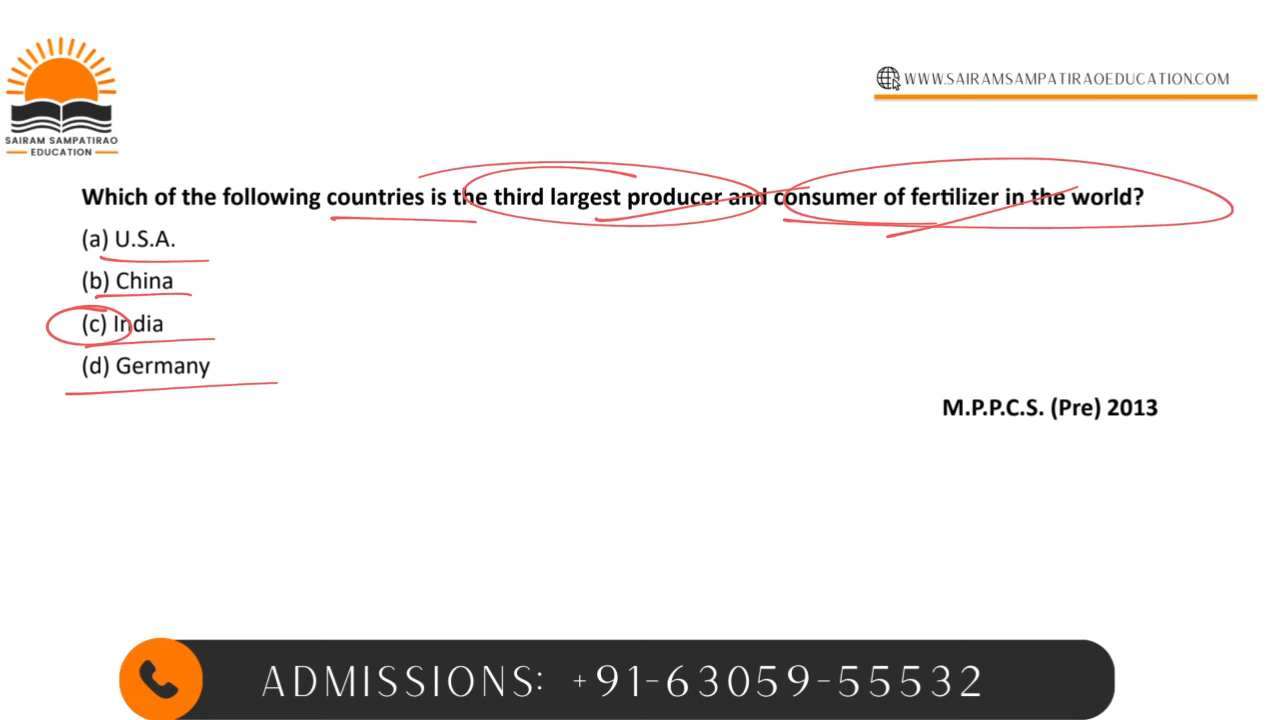 SAIRAM SAMPATIRAO
EDUCATION
WWW.SAIRAMSAMPATIRAOEDUCATION.COM
Which of the following countries is the third largest producer and consumer of fertilizer in the world?
(a) U.S.A.
(b) China
(c) India
(d) Germany
M.P.P.C.S. (Pre) 2013
ADMISSIONS: +91-63059-55532